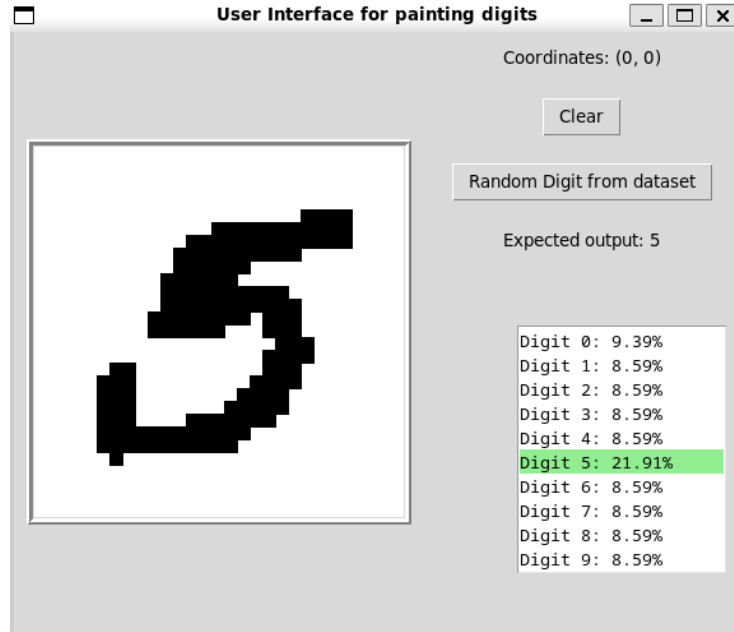 User Interface for painting digits
Coordinates: (0, 0)
Clear
Random Digit from dataset
Expected output: 5
5
Digit 0: 9.39%
Digit 1: 8.59%
Digit 2: 8.59%
Digit 3: 8.59%
Digit 4: 8.59%
Digit 5: 21.91%
Digit 6: 8.59%
Digit 7: 8.59%
Digit 8: 8.59%
Digit 9: 8.59%